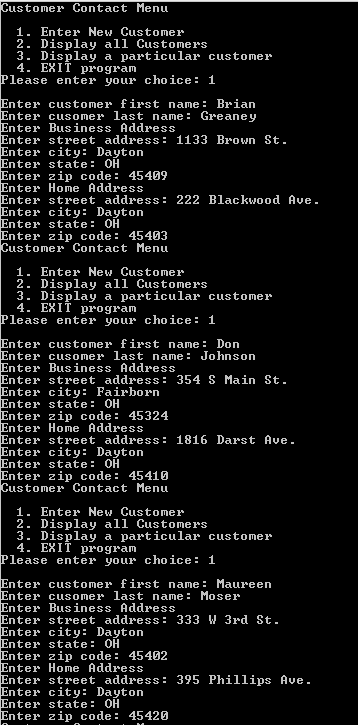 Customer Contact Menu
1. Enter New Customer
2. Display all Customers
3. Display a particular customer
4. EXIT program
Please enter your choice: 1
Enter customer first name: Brian
Enter cusomer last name: Greaney
Enter Business Address
Enter street address: 1133 Brown St.
Enter city: Dayton
Enter state: OH
Enter zip code: 45409
Enter Home Address
Enter street address: 222 Blackwood Ave.
Enter city: Dayton
Enter state: OH
Enter zip code: 45403
Customer Contact Menu
1. Enter New Customer
2. Display all Customers
3. Display a particular customer
4. EXIT program
Please enter your choice: 1
Enter customer first name: Don
Enter cusomer last name: Johnson
Enter Business Address
Enter street address: 354 S Main St.
Enter city: Fairborn
Enter state: OH
Enter zip code: 45324
Enter Home Address
Enter street address: 1816 Darst Ave.
Enter city: Dayton
Enter state: OH
Enter zip code: 45410
Customer Contact Menu
1. Enter New Customer
2. Display all Customers
3. Display a particular customer
4. EXIT program
Please enter your choice: 1
Enter customer first name: Maureen
Enter cusomer last name: Moser
Enter Business Address
Enter street address: 333 W 3rd St.
Enter city: Dayton
Enter state: OH
Enter zip code: 45402
Enter Home Address
Enter street address: 395 Phillips Ave.
Enter city: Dayton
Enter state: OH
Enter zip code: 45420